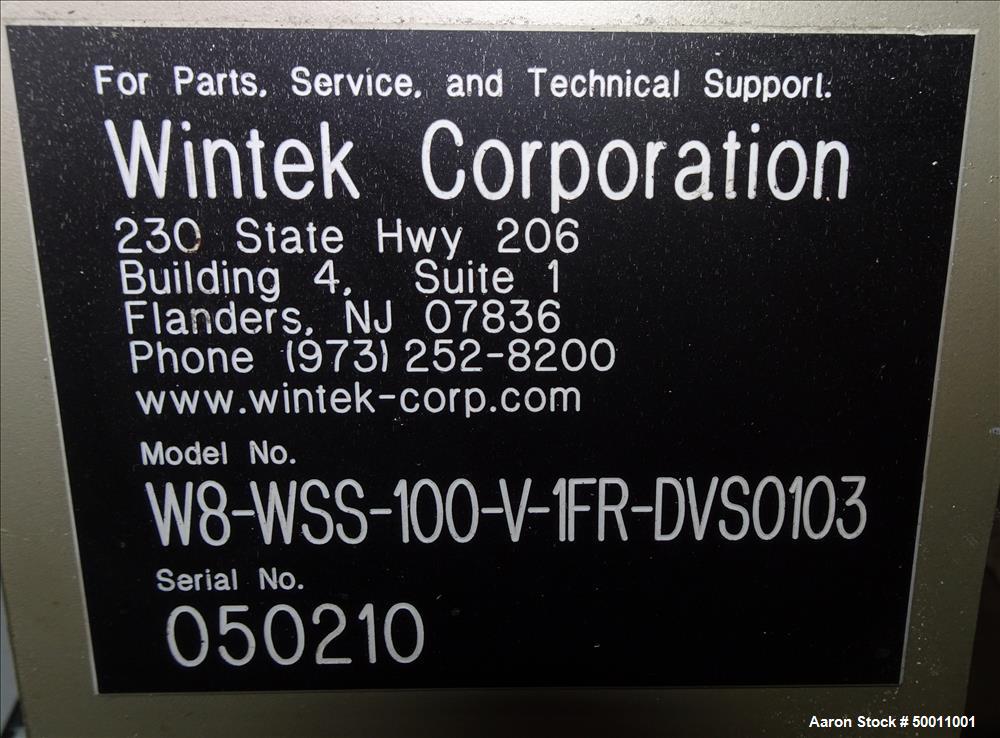 For Parts, Service, and Technical Support:
Wintek Corporation
230 State Hwy 206
Building 4, Suite 1
Flanders, NJ 07836
Phone (973) 252-8200
www.wintek-corp.com
Model No.
W8-WSS-100-V-1FR-DVS0103
Serial No.
050210
Aaron Stock # 50011001